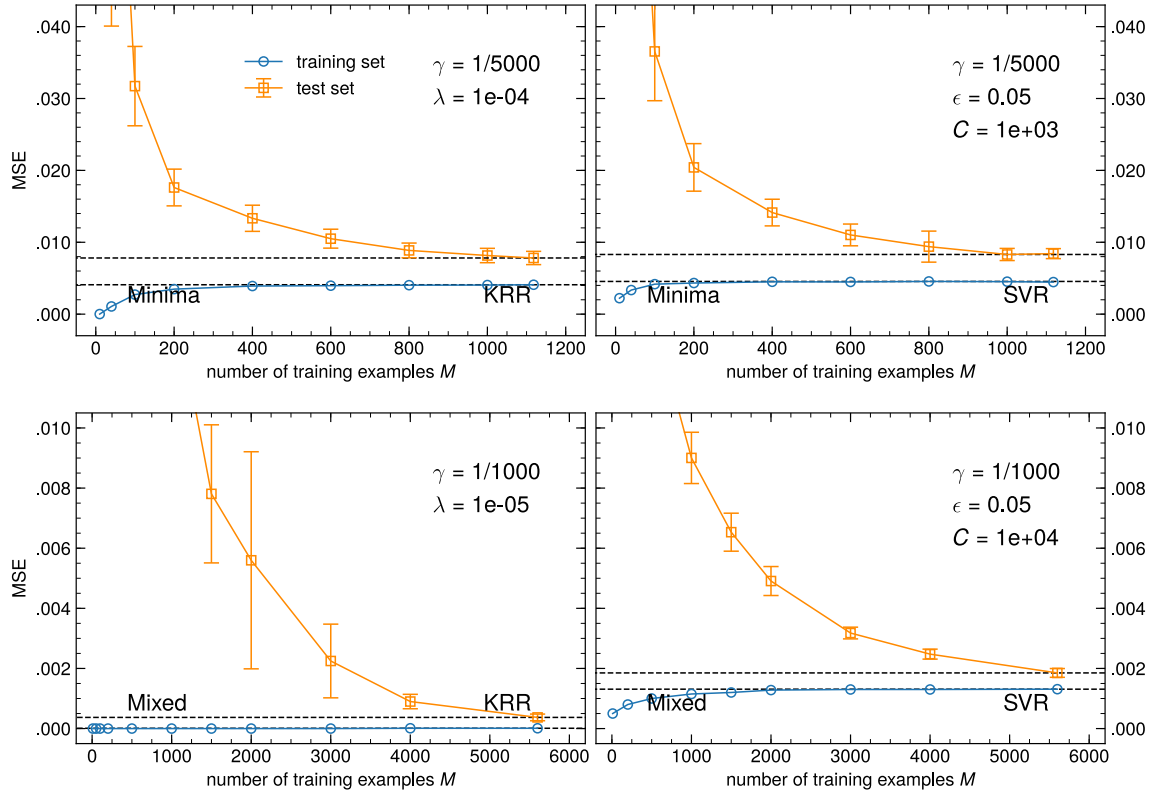 .040
.030
.020
.010
.000
MSE
training set
test set
γ = 1/5000
λ = 1e-04
Minima
KRR
0 200 400 600 800 1000 1200
number of training examples M
γ = 1/5000
ϵ = 0.05
C = 1e+03
Minima
SVR
.040
.030
.020
.010
.000
0 200 400 600 800 1000 1200
number of training examples M
.010
.008
.006
.004
.002
.000
MSE
γ = 1/1000
λ = 1e-05
Mixed
KRR
0 1000 2000 3000 4000 5000 6000
number of training examples M
γ = 1/1000
ϵ = 0.05
C = 1e+04
Mixed
SVR
.010
.008
.006
.004
.002
.000
0 1000 2000 3000 4000 5000 6000
number of training examples M